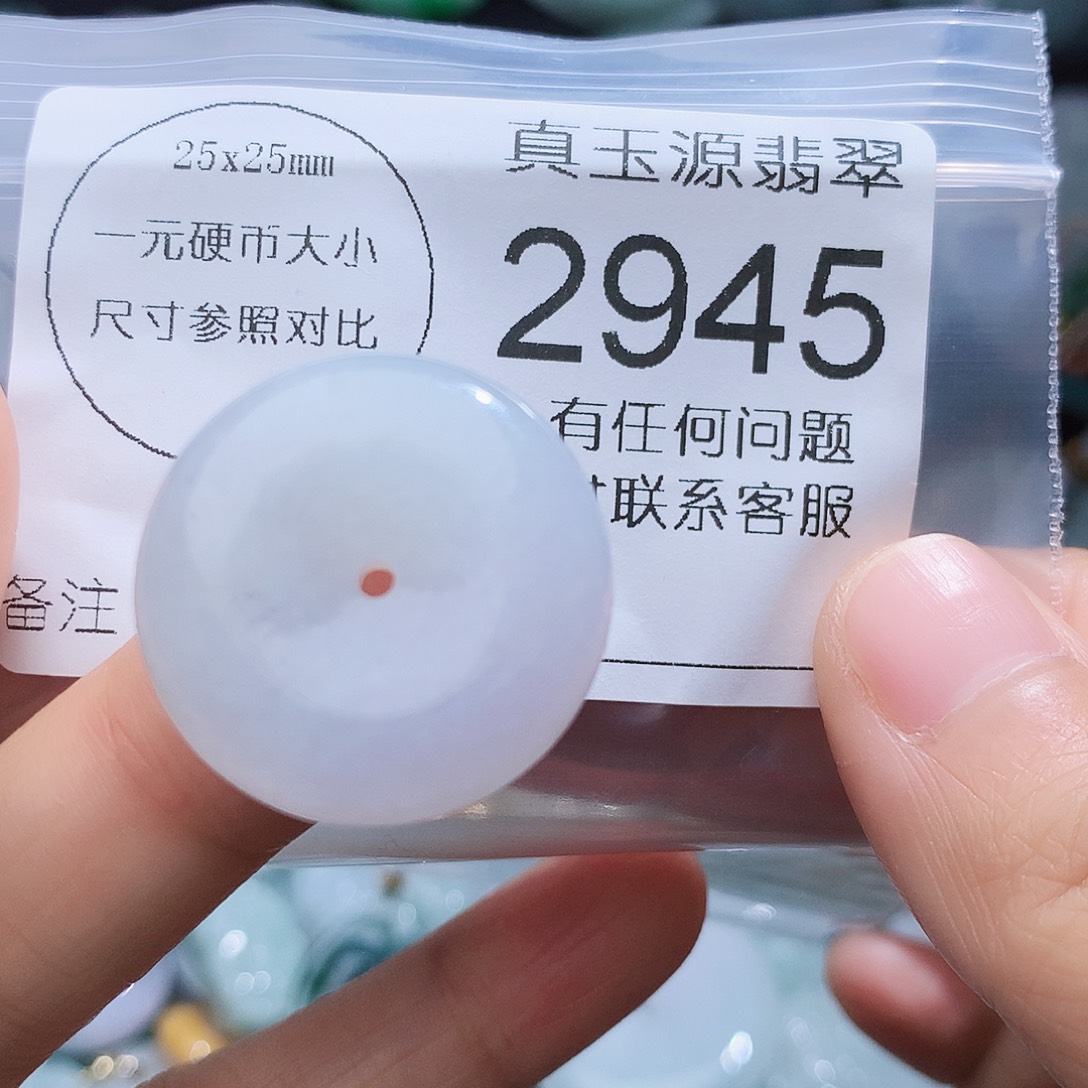 25x25mm
一元硬币大小
尺寸参照对比
真玉源翡翠
2945
有任何问题
联系客服
备注